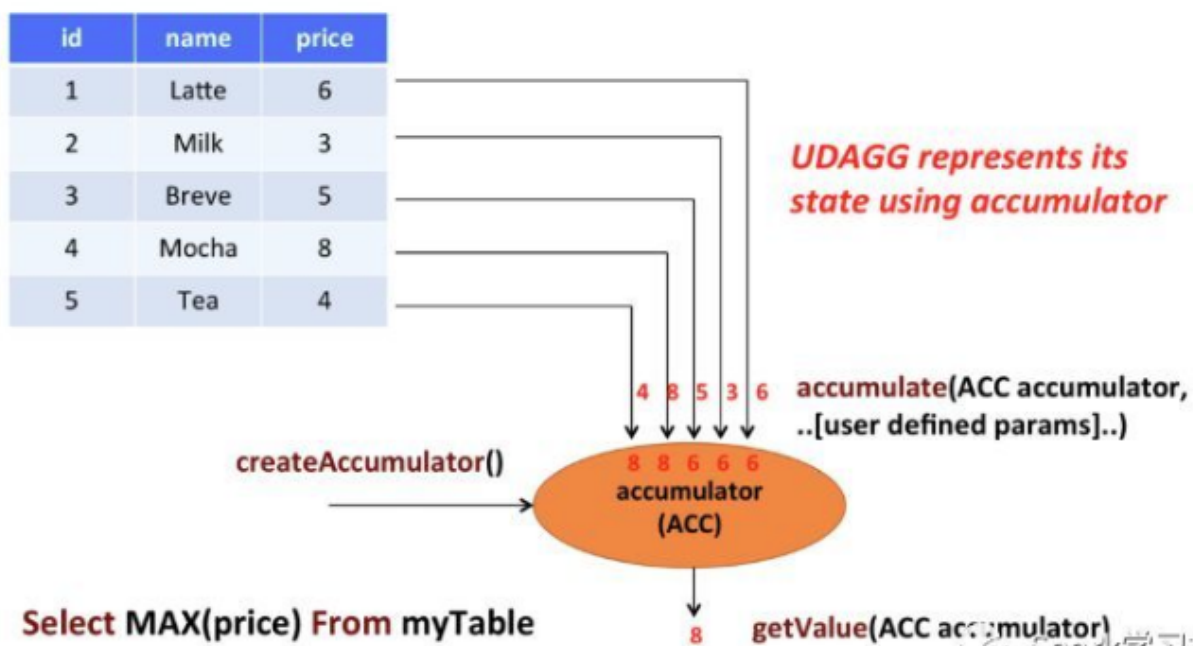 id name price
1 Latte 6
2 Milk 3
3 Breve 5
4 Mocha 8
5 Tea 4
UDAGG represents its
state using accumulator
4 8 5 3 6
accumulate(ACC accumulator,
..[user defined params]..)
createAccumulator()
8 8 6 6 6
accumulator
(ACC)
Select MAX(price) From myTable
8
getValue(ACC accumulator)